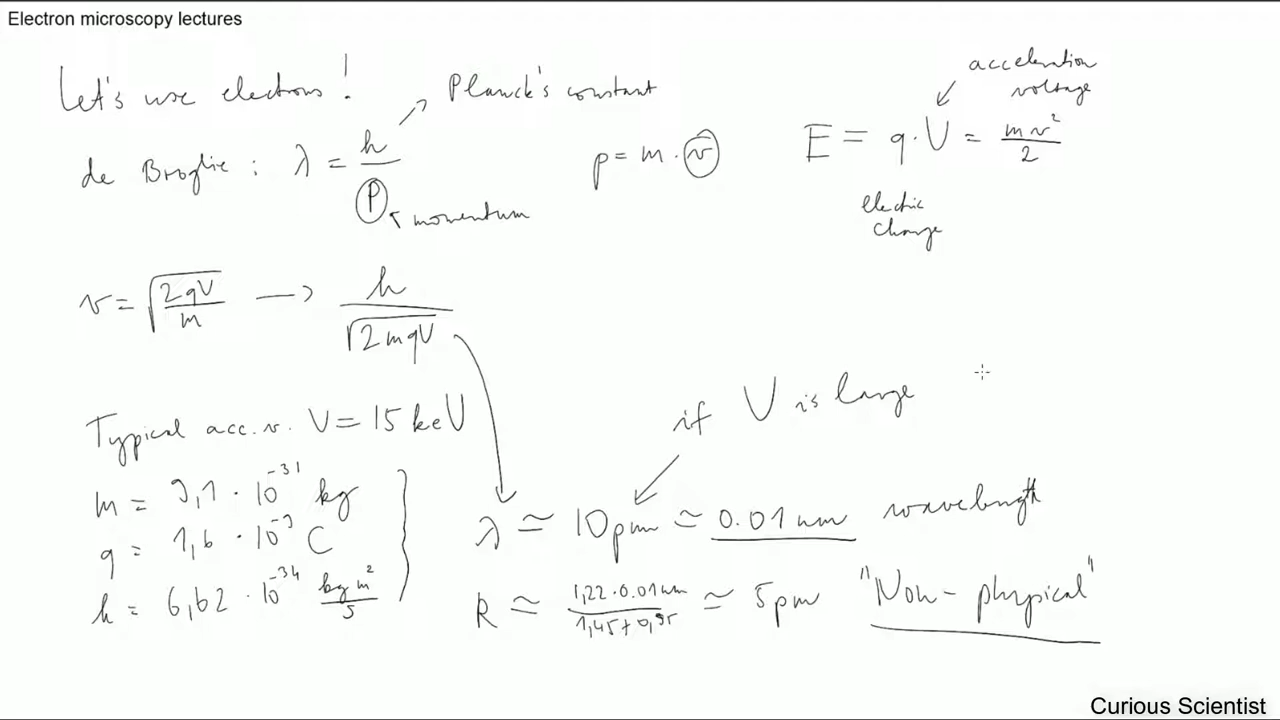 Electron microscopy lectures
Let's use electrons!
Planck's constant
acceleration
voltage
de Broglie : λ = h / p
momentum
p = m · v
E = q · U = mv² / 2
electric
charge
v = √(2qU / m) → h / √(2mqU)
if U is large
Typical acc. v. U = 15 keV
m = 9,1 · 10⁻³¹ kg
q = 1,6 · 10⁻⁹ C
h = 6,62 · 10⁻³⁴ kg m² / s
λ ≃ 10 pm ≃ 0.01 nm wavelength
R ≃ 1,22 · 0.01 nm / 1,45 + 0,95 ≃ 5 pm "Non-physical"
Curious Scientist